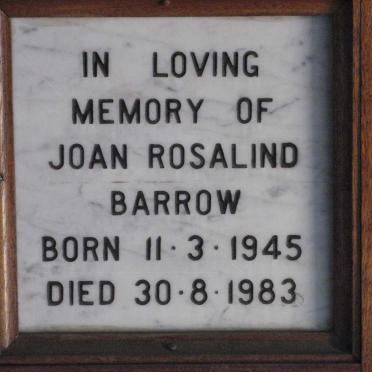 IN LOVING
MEMORY OF
JOAN ROSALIND
BARROW
BORN 11·3·1945
DIED 30·8·1983